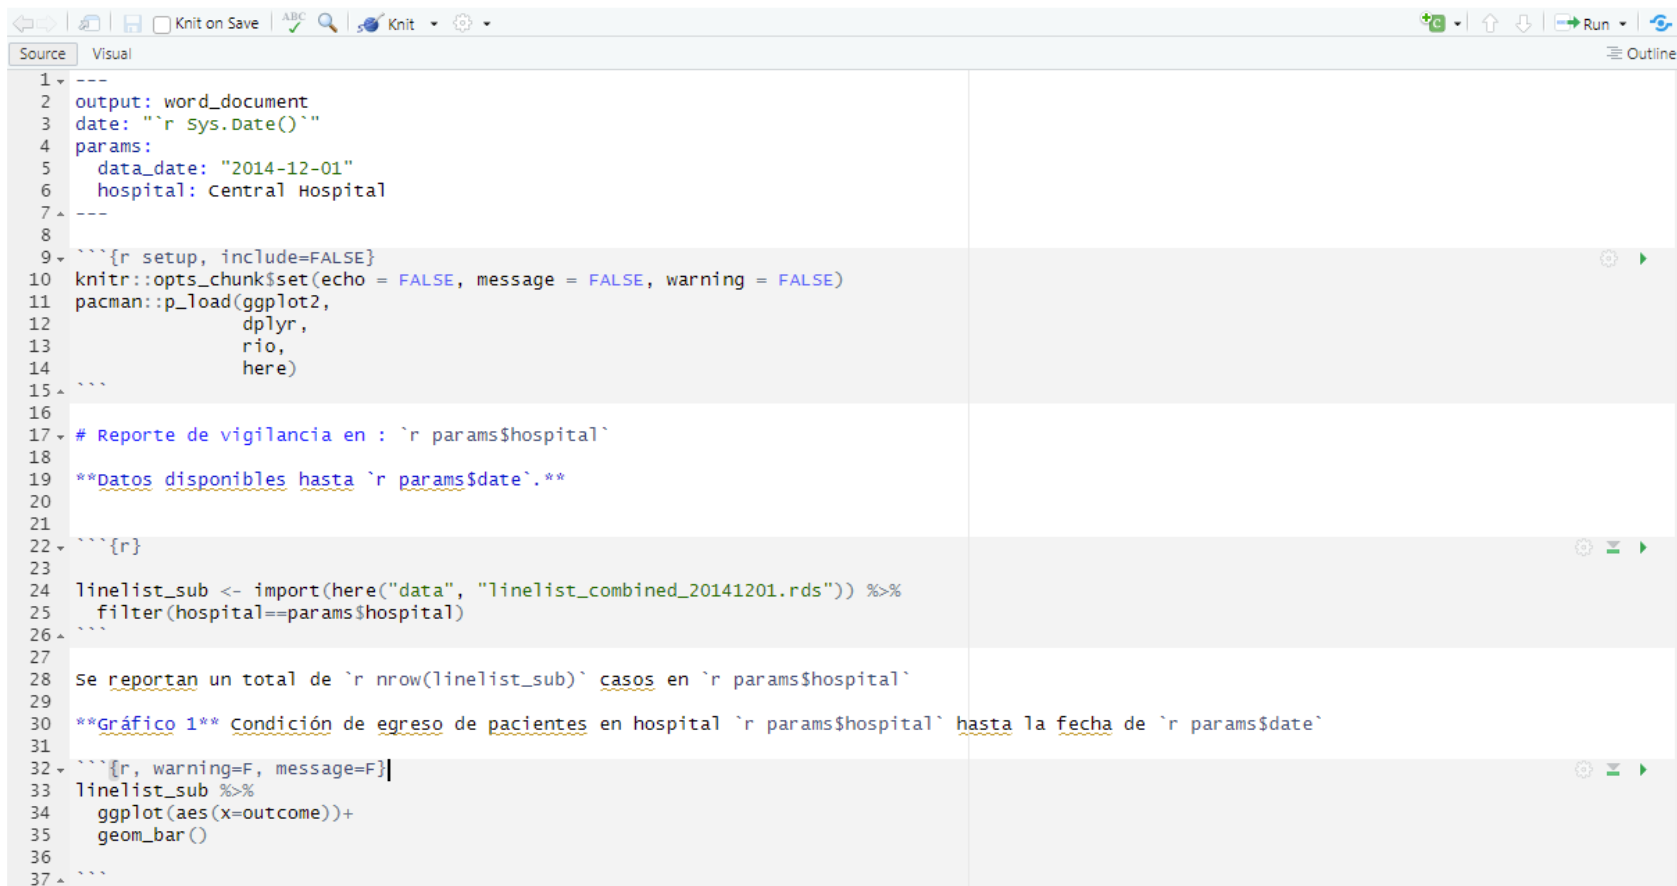 Knit on Save ABC Knit Run
Source Visual Outline
1 ---
2 output: word_document
3 date: "`r Sys.Date()`"
4 params:
5   data_date: "2014-12-01"
6   hospital: Central Hospital
7 ---
8
9 ```{r setup, include=FALSE}
10 knitr::opts_chunk$set(echo = FALSE, message = FALSE, warning = FALSE)
11 pacman::p_load(ggplot2,
12                dplyr,
13                rio,
14                here)
15 ```
16
17 # Reporte de vigilancia en : `r params$hospital`
18
19 **Datos disponibles hasta `r params$date`.**
20
21
22 ```{r}
23
24 linelist_sub <- import(here("data", "linelist_combined_20141201.rds")) %>%
25   filter(hospital==params$hospital)
26 ```
27
28 Se reportan un total de `r nrow(linelist_sub)` casos en `r params$hospital`
29
30 **Gráfico 1** Condición de egreso de pacientes en hospital `r params$hospital` hasta la fecha de `r params$date`
31
32 ```{r, warning=F, message=F}
33 linelist_sub %>%
34   ggplot(aes(x=outcome))+
35   geom_bar()
36
37 ```